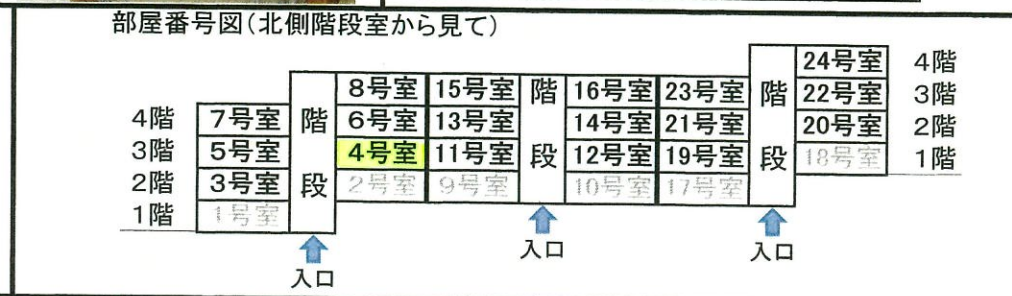 部屋番号図(北側階段室から見て)
24号室 4階
8号室 15号室 階 16号室 23号室 階 22号室 3階
4階 7号室 階 6号室 13号室 14号室 21号室 20号室 2階
3階 5号室 4号室 11号室 段 12号室 19号室 段 18号室 1階
2階 3号室 段 2号室 9号室 10号室 17号室
1階 1号室
入口 入口
入口